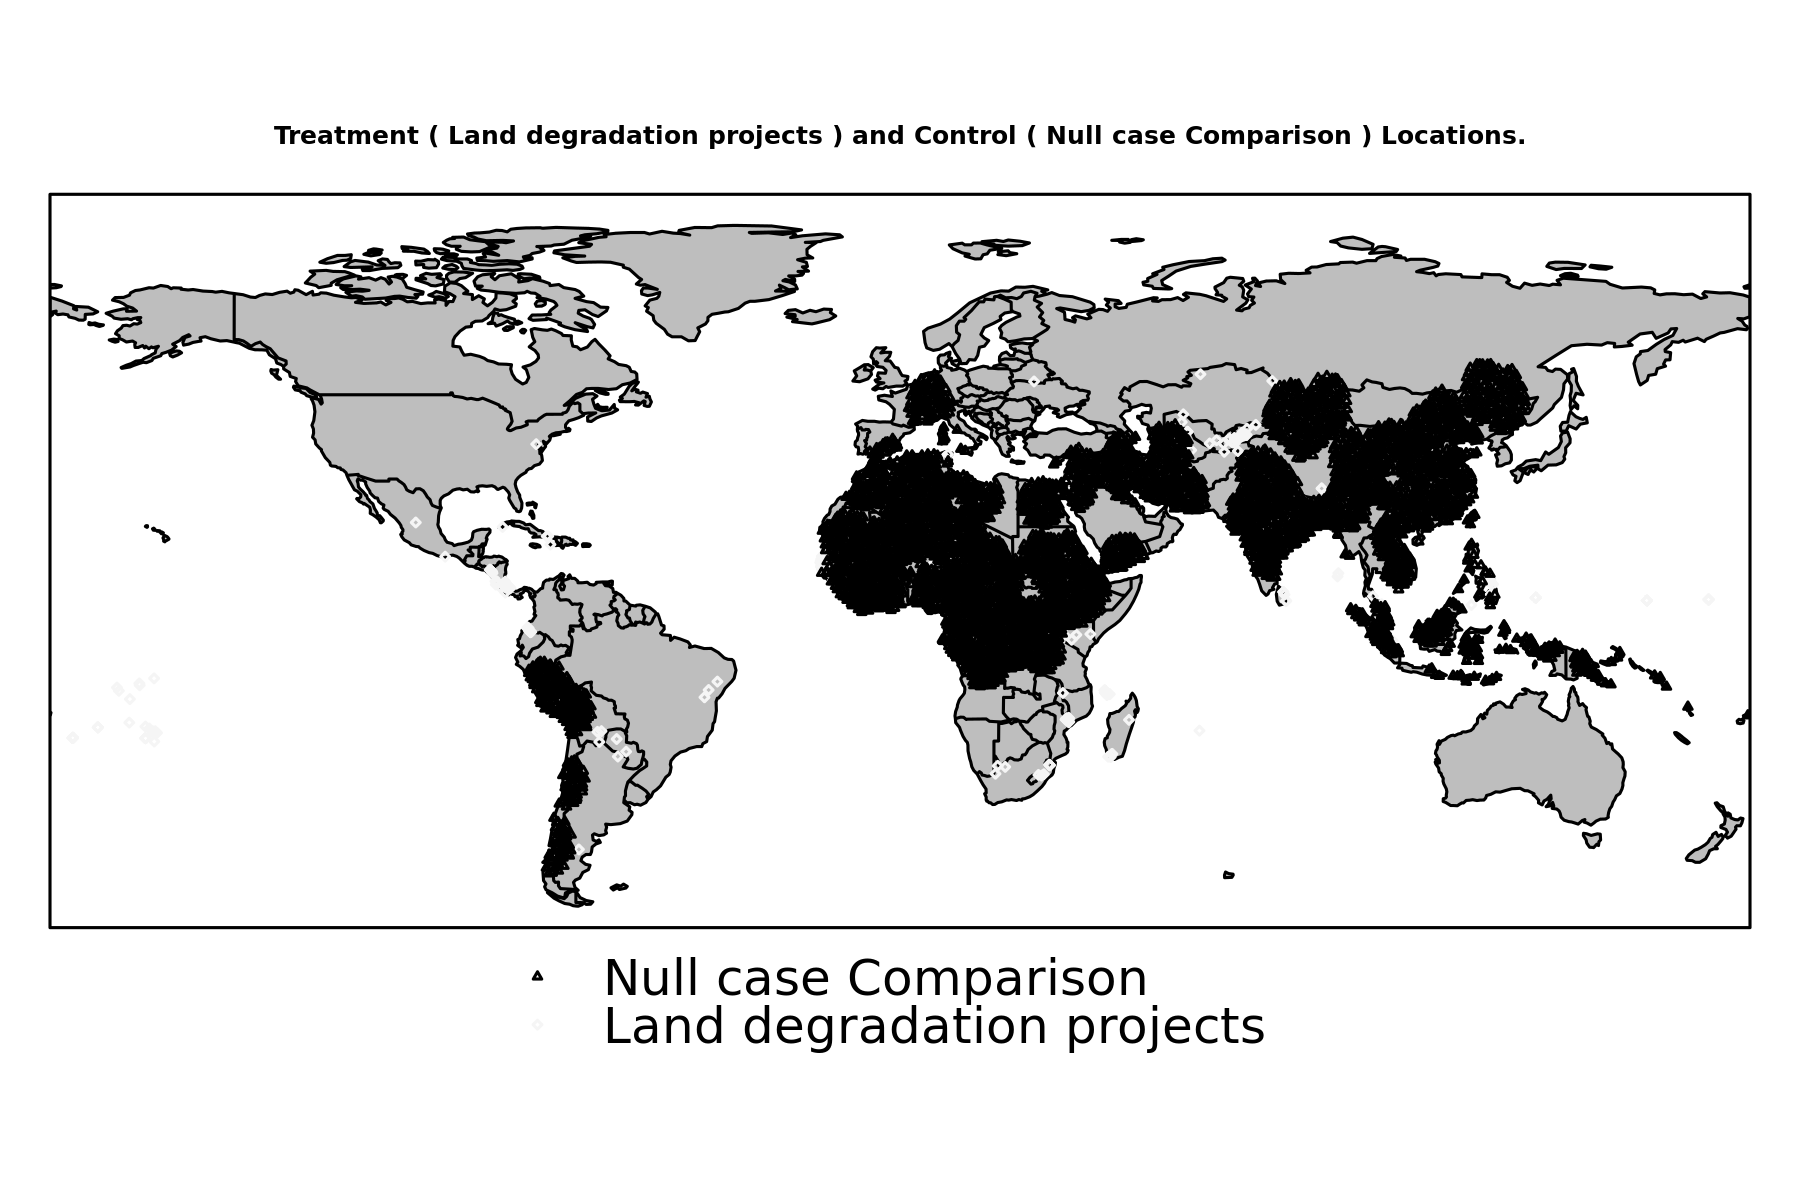 Treatment ( Land degradation projects ) and Control ( Null case Comparison ) Locations.
Null case Comparison
Land degradation projects